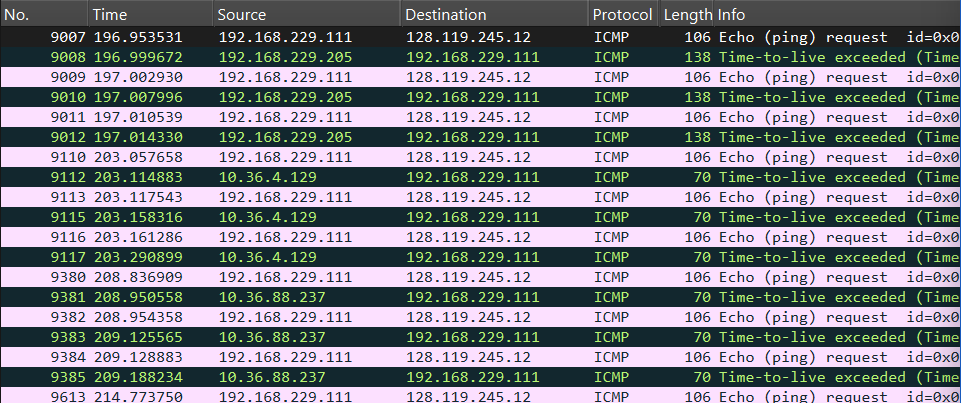 No. Time Source Destination Protocol Length Info
9007 196.953531 192.168.229.111 128.119.245.12 ICMP 106 Echo (ping) request id=0x0
9008 196.999672 192.168.229.205 192.168.229.111 ICMP 138 Time-to-live exceeded (Time
9009 197.002930 192.168.229.111 128.119.245.12 ICMP 106 Echo (ping) request id=0x0
9010 197.007996 192.168.229.205 192.168.229.111 ICMP 138 Time-to-live exceeded (Time
9011 197.010539 192.168.229.111 128.119.245.12 ICMP 106 Echo (ping) request id=0x0
9012 197.014330 192.168.229.205 192.168.229.111 ICMP 138 Time-to-live exceeded (Time
9110 203.057658 192.168.229.111 128.119.245.12 ICMP 106 Echo (ping) request id=0x0
9112 203.114883 10.36.4.129 192.168.229.111 ICMP 70 Time-to-live exceeded (Time
9113 203.117543 192.168.229.111 128.119.245.12 ICMP 106 Echo (ping) request id=0x0
9115 203.158316 10.36.4.129 192.168.229.111 ICMP 70 Time-to-live exceeded (Time
9116 203.161286 192.168.229.111 128.119.245.12 ICMP 106 Echo (ping) request id=0x0
9117 203.290899 10.36.4.129 192.168.229.111 ICMP 70 Time-to-live exceeded (Time
9380 208.836909 192.168.229.111 128.119.245.12 ICMP 106 Echo (ping) request id=0x0
9381 208.950558 10.36.88.237 192.168.229.111 ICMP 70 Time-to-live exceeded (Time
9382 208.954358 192.168.229.111 128.119.245.12 ICMP 106 Echo (ping) request id=0x0
9383 209.125565 10.36.88.237 192.168.229.111 ICMP 70 Time-to-live exceeded (Time
9384 209.128883 192.168.229.111 128.119.245.12 ICMP 106 Echo (ping) request id=0x0
9385 209.188234 10.36.88.237 192.168.229.111 ICMP 70 Time-to-live exceeded (Time
9613 214.773750 192.168.229.111 128.119.245.12 ICMP 106 Echo (ping) request id=0x0